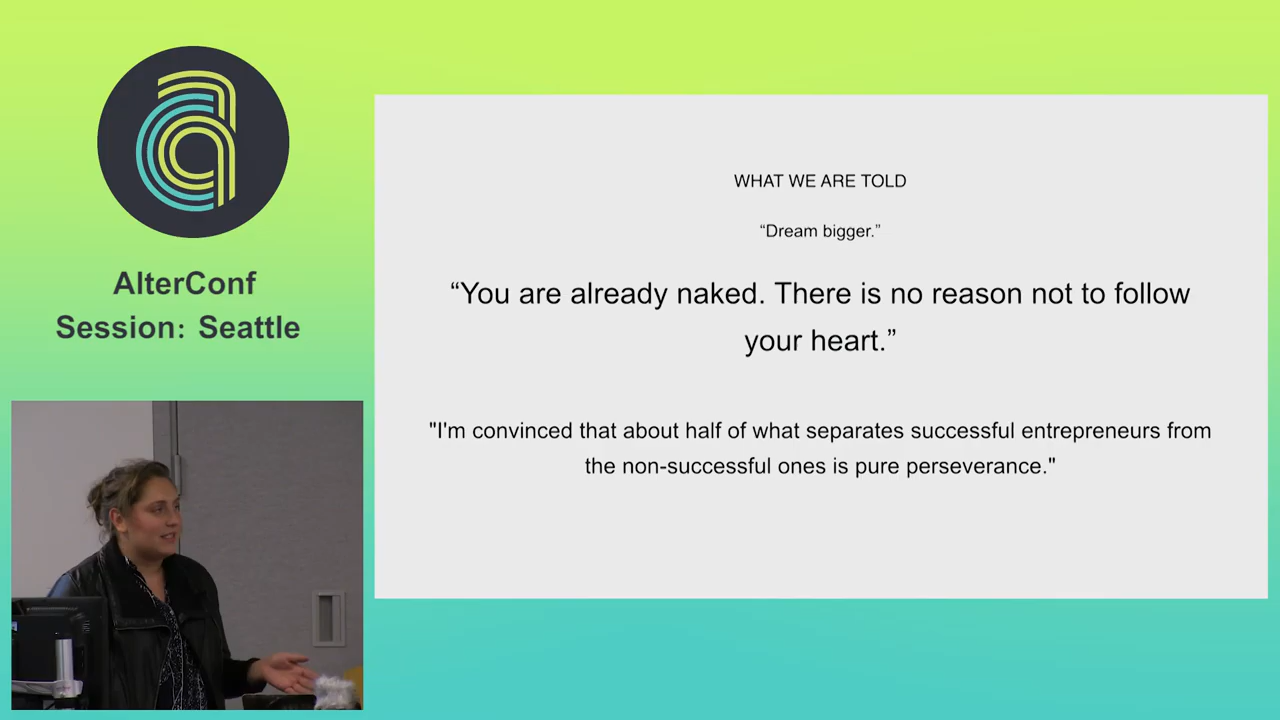 AlterConf
Session: Seattle
WHAT WE ARE TOLD
“Dream bigger.”
“You are already naked. There is no reason not to follow
your heart.”
"I'm convinced that about half of what separates successful entrepreneurs from
the non-successful ones is pure perseverance."